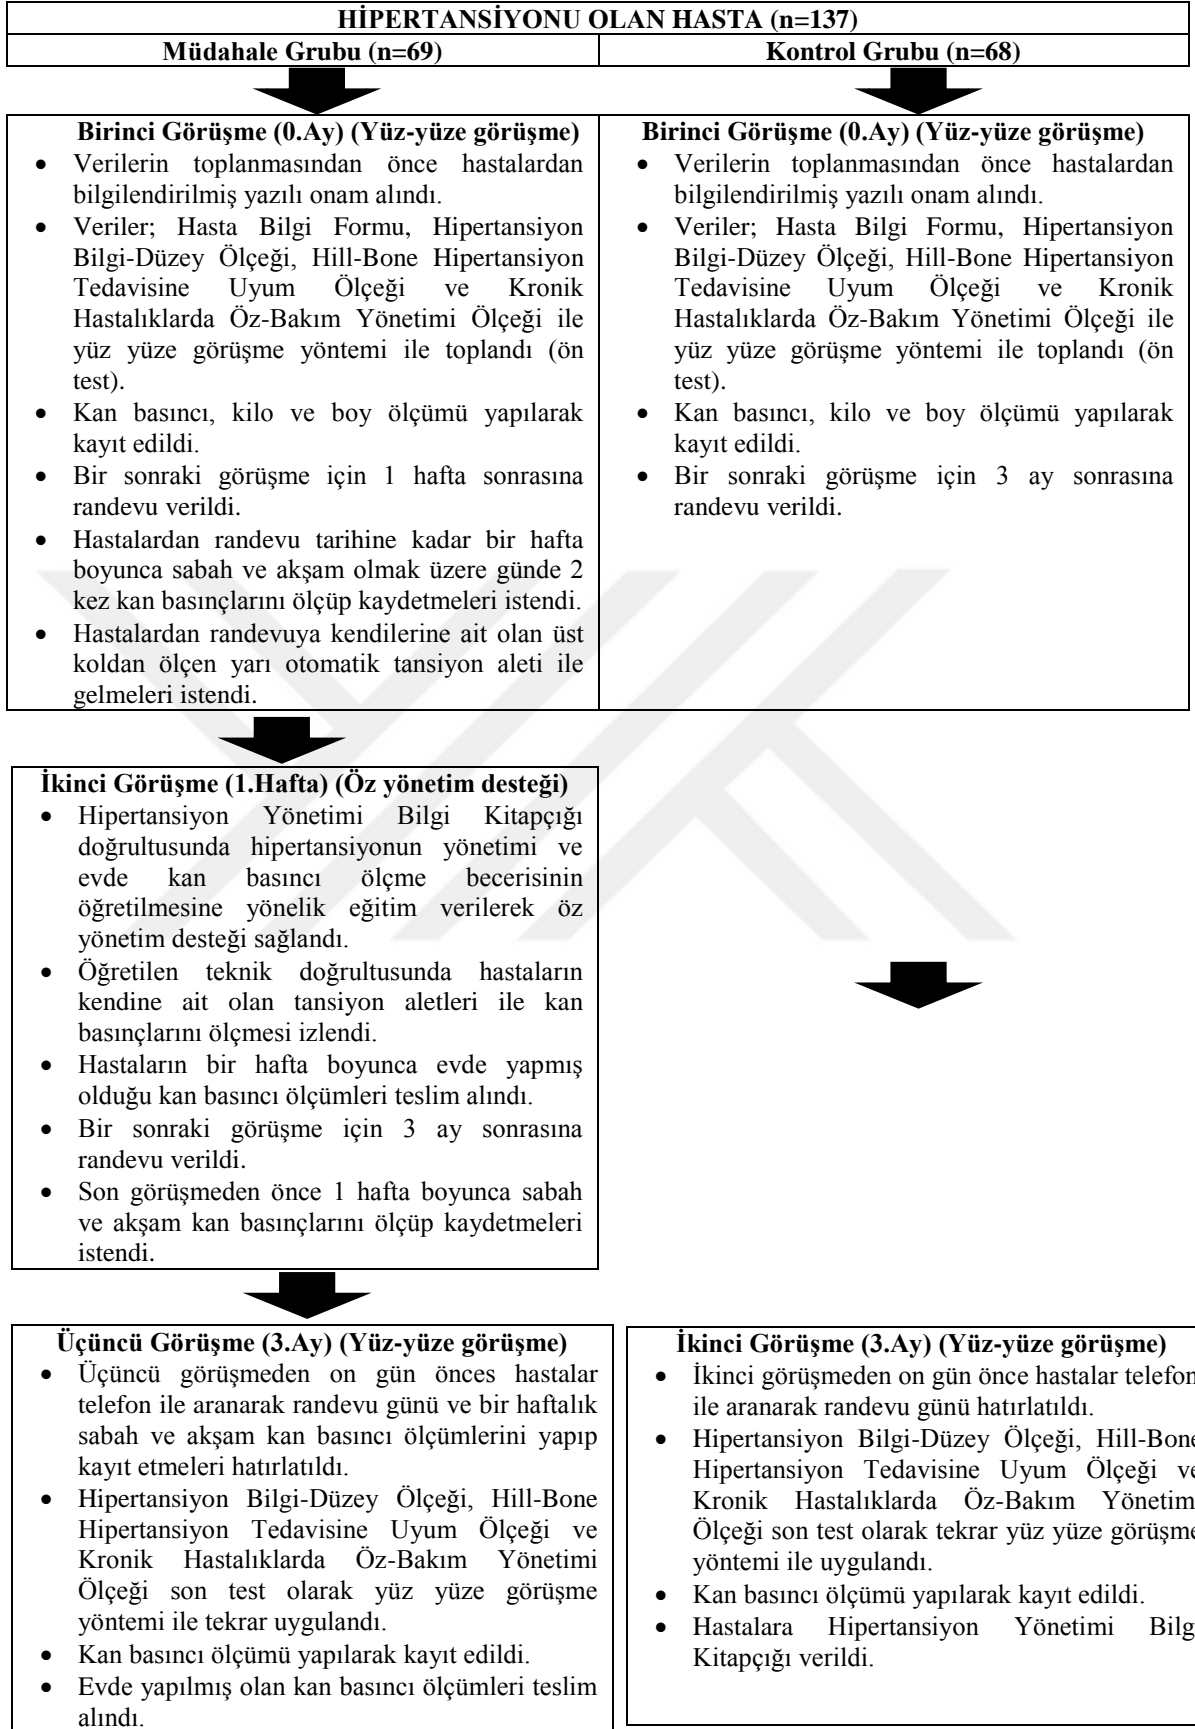 HİPERTANSİYONU OLAN HASTA (n=137)
Müdahale Grubu (n=69)
Kontrol Grubu (n=68)
Birinci Görüşme (0.Ay) (Yüz-yüze görüşme)
• Verilerin toplanmasından önce hastalardan
bilgilendirilmiş yazılı onam alındı.
• Veriler; Hasta Bilgi Formu, Hipertansiyon
Bilgi-Düzey Ölçeği, Hill-Bone Hipertansiyon
Tedavisine Uyum Ölçeği ve Kronik
Hastalıklarda Öz-Bakım Yönetimi Ölçeği ile
yüz yüze görüşme yöntemi ile toplandı (ön
test).
• Kan basıncı, kilo ve boy ölçümü yapılarak
kayıt edildi.
• Bir sonraki görüşme için 1 hafta sonrasına
randevu verildi.
• Hastalardan randevu tarihine kadar bir hafta
boyunca sabah ve akşam olmak üzere günde 2
kez kan basınçlarını ölçüp kaydetmeleri istendi.
• Hastalardan randevuya kendilerine ait olan üst
koldan ölçen yarı otomatik tansiyon aleti ile
gelmeleri istendi.
Birinci Görüşme (0.Ay) (Yüz-yüze görüşme)
• Verilerin toplanmasından önce hastalardan
bilgilendirilmiş yazılı onam alındı.
• Veriler; Hasta Bilgi Formu, Hipertansiyon
Bilgi-Düzey Ölçeği, Hill-Bone Hipertansiyon
Tedavisine Uyum Ölçeği ve Kronik
Hastalıklarda Öz-Bakım Yönetimi Ölçeği ile
yüz yüze görüşme yöntemi ile toplandı (ön
test).
• Kan basıncı, kilo ve boy ölçümü yapılarak
kayıt edildi.
• Bir sonraki görüşme için 3 ay sonrasına
randevu verildi.
İkinci Görüşme (1.Hafta) (Öz yönetim desteği)
• Hipertansiyon Yönetimi Bilgi Kitapçığı
doğrultusunda hipertansiyonun yönetimi ve
evde kan basıncı ölçme becerisinin
öğretilmesine yönelik eğitim verilerek öz
yönetim desteği sağlandı.
• Öğretilen teknik doğrultusunda hastaların
kendine ait olan tansiyon aletleri ile kan
basınçlarını ölçmesi izlendi.
• Hastaların bir hafta boyunca evde yapmış
olduğu kan basıncı ölçümleri teslim alındı.
• Bir sonraki görüşme için 3 ay sonrasına
randevu verildi.
• Son görüşmeden önce 1 hafta boyunca sabah
ve akşam kan basınçlarını ölçüp kaydetmeleri
istendi.
Üçüncü Görüşme (3.Ay) (Yüz-yüze görüşme)
• Üçüncü görüşmeden on gün önces hastalar
telefon ile aranarak randevu günü ve bir haftalık
sabah ve akşam kan basıncı ölçümlerini yapıp
kayıt etmeleri hatırlatıldı.
• Hipertansiyon Bilgi-Düzey Ölçeği, Hill-Bone
Hipertansiyon Tedavisine Uyum Ölçeği ve
Kronik Hastalıklarda Öz-Bakım Yönetimi
Ölçeği son test olarak yüz yüze görüşme
yöntemi ile tekrar uygulandı.
• Kan basıncı ölçümü yapılarak kayıt edildi.
• Evde yapılmış olan kan basıncı ölçümleri teslim
alındı.
İkinci Görüşme (3.Ay) (Yüz-yüze görüşme)
• İkinci görüşmeden on gün önce hastalar telefon
ile aranarak randevu günü hatırlatıldı.
• Hipertansiyon Bilgi-Düzey Ölçeği, Hill-Bone
Hipertansiyon Tedavisine Uyum Ölçeği ve
Kronik Hastalıklarda Öz-Bakım Yönetim
Ölçeği son test olarak tekrar yüz yüze görüşme
yöntemi ile uygulandı.
• Kan basıncı ölçümü yapılarak kayıt edildi.
• Hastalara Hipertansiyon Yönetimi Bilg
Kitapçığı verildi.